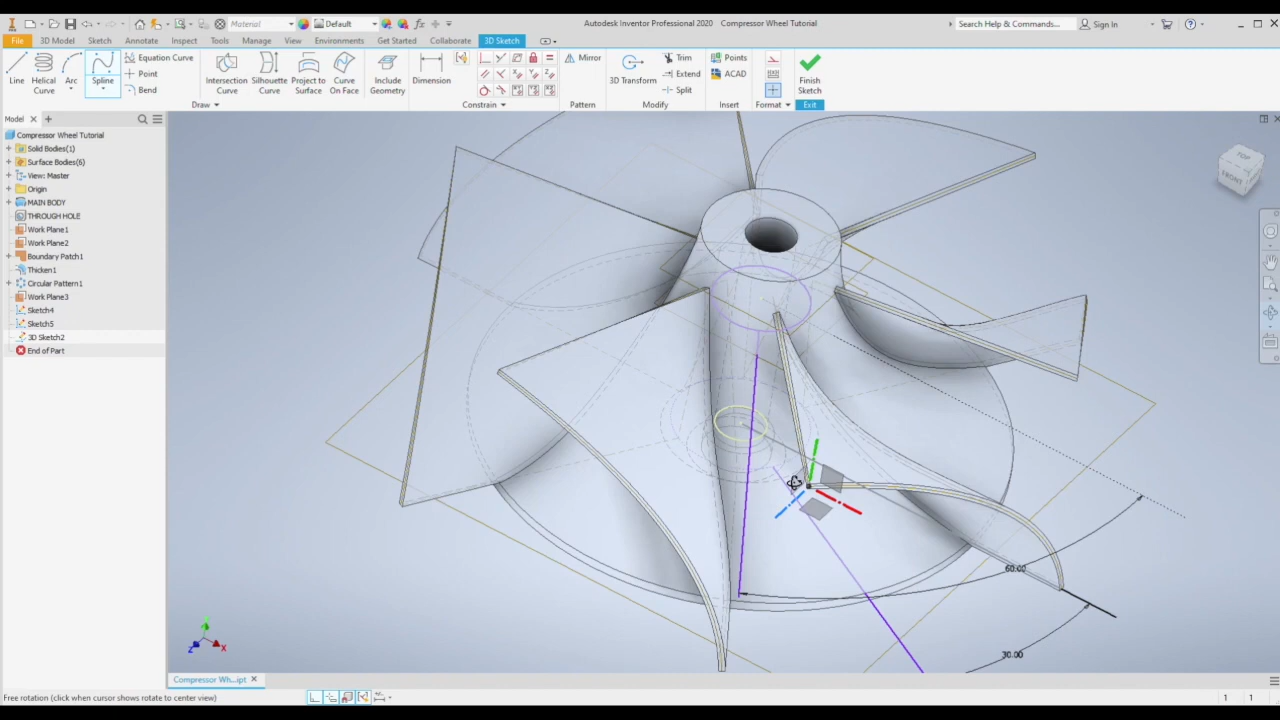 Material
Default
Autodesk Inventor Professional 2020 Compressor Wheel Tutorial
Search Help & Commands...
Sign In
File 3D Model Sketch Annotate Inspect Tools Manage View Environments Get Started Collaborate 3D Sketch
Line
Helical Curve
Arc
Spline
Equation Curve
Point
Bend
Intersection Curve
Silhouette Curve
Project to Surface
Curve On Face
Include Geometry
Dimension
Mirror
3D Transform
Trim
Extend
Split
Points
ACAD
Finish Sketch
Draw
Constrain
Pattern
Modify
Insert
Format
Exit
Model
Compressor Wheel Tutorial
Solid Bodies(1)
Surface Bodies(6)
View: Master
Origin
MAIN BODY
THROUGH HOLE
Work Plane1
Work Plane2
Boundary Patch1
Thicken1
Circular Pattern1
Work Plane3
Sketch4
Sketch5
3D Sketch2
End of Part
TOP
FRONT
60.00
30.00
X
Z
Compressor Wh...ipt
Free rotation (click when cursor shows rotate to center view)
1 1